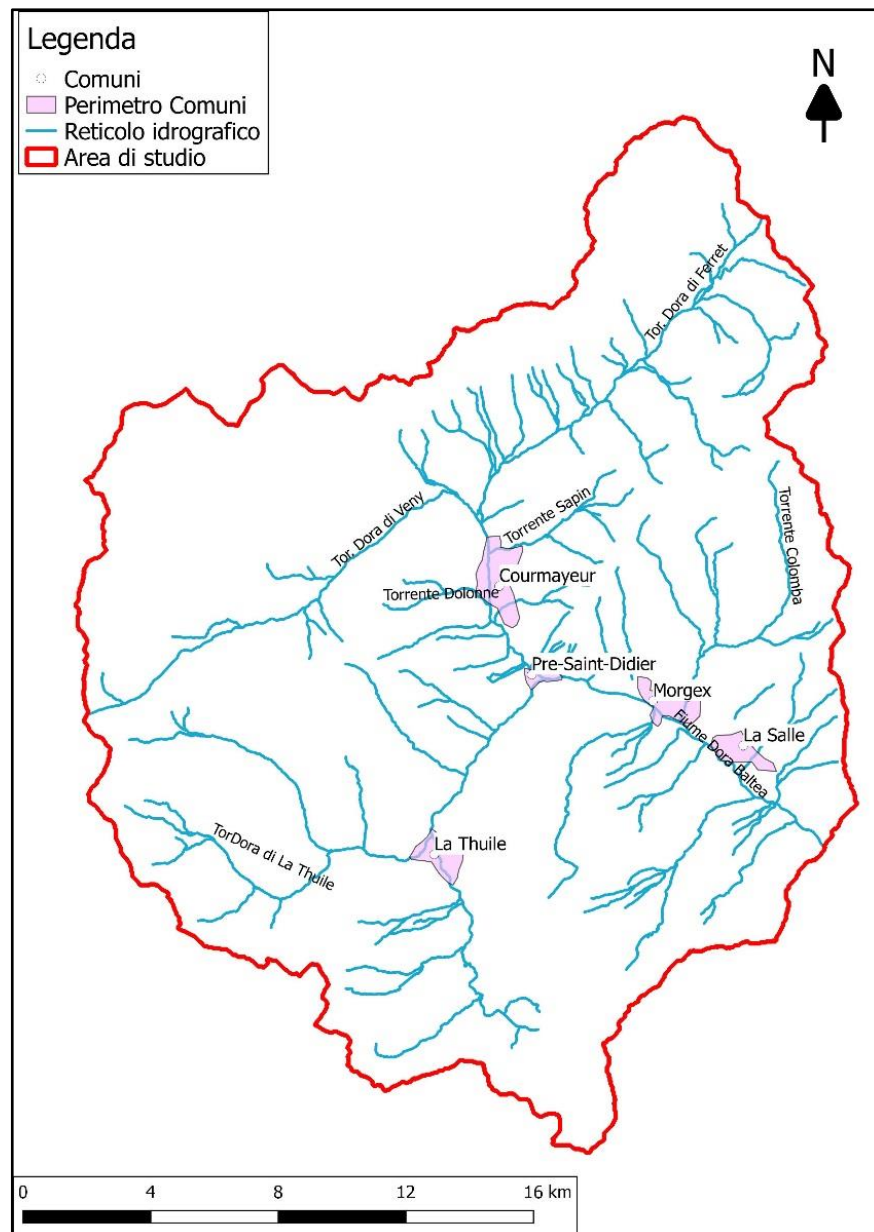 Legenda
Comuni
Perimetro Comuni
Reticolo idrografico
Area di studio
N
Tor. Dora di Ferret
Tor. Dora di Veny
Torrente Sapin
Torrente Colomba
Courmayeur
Torrente Dolonne
Pre-Saint-Didier
Morgex
Fiume Dora Baltea
La Salle
La Thuile
TorDora di La Thuile
0 4 8 12 16 km